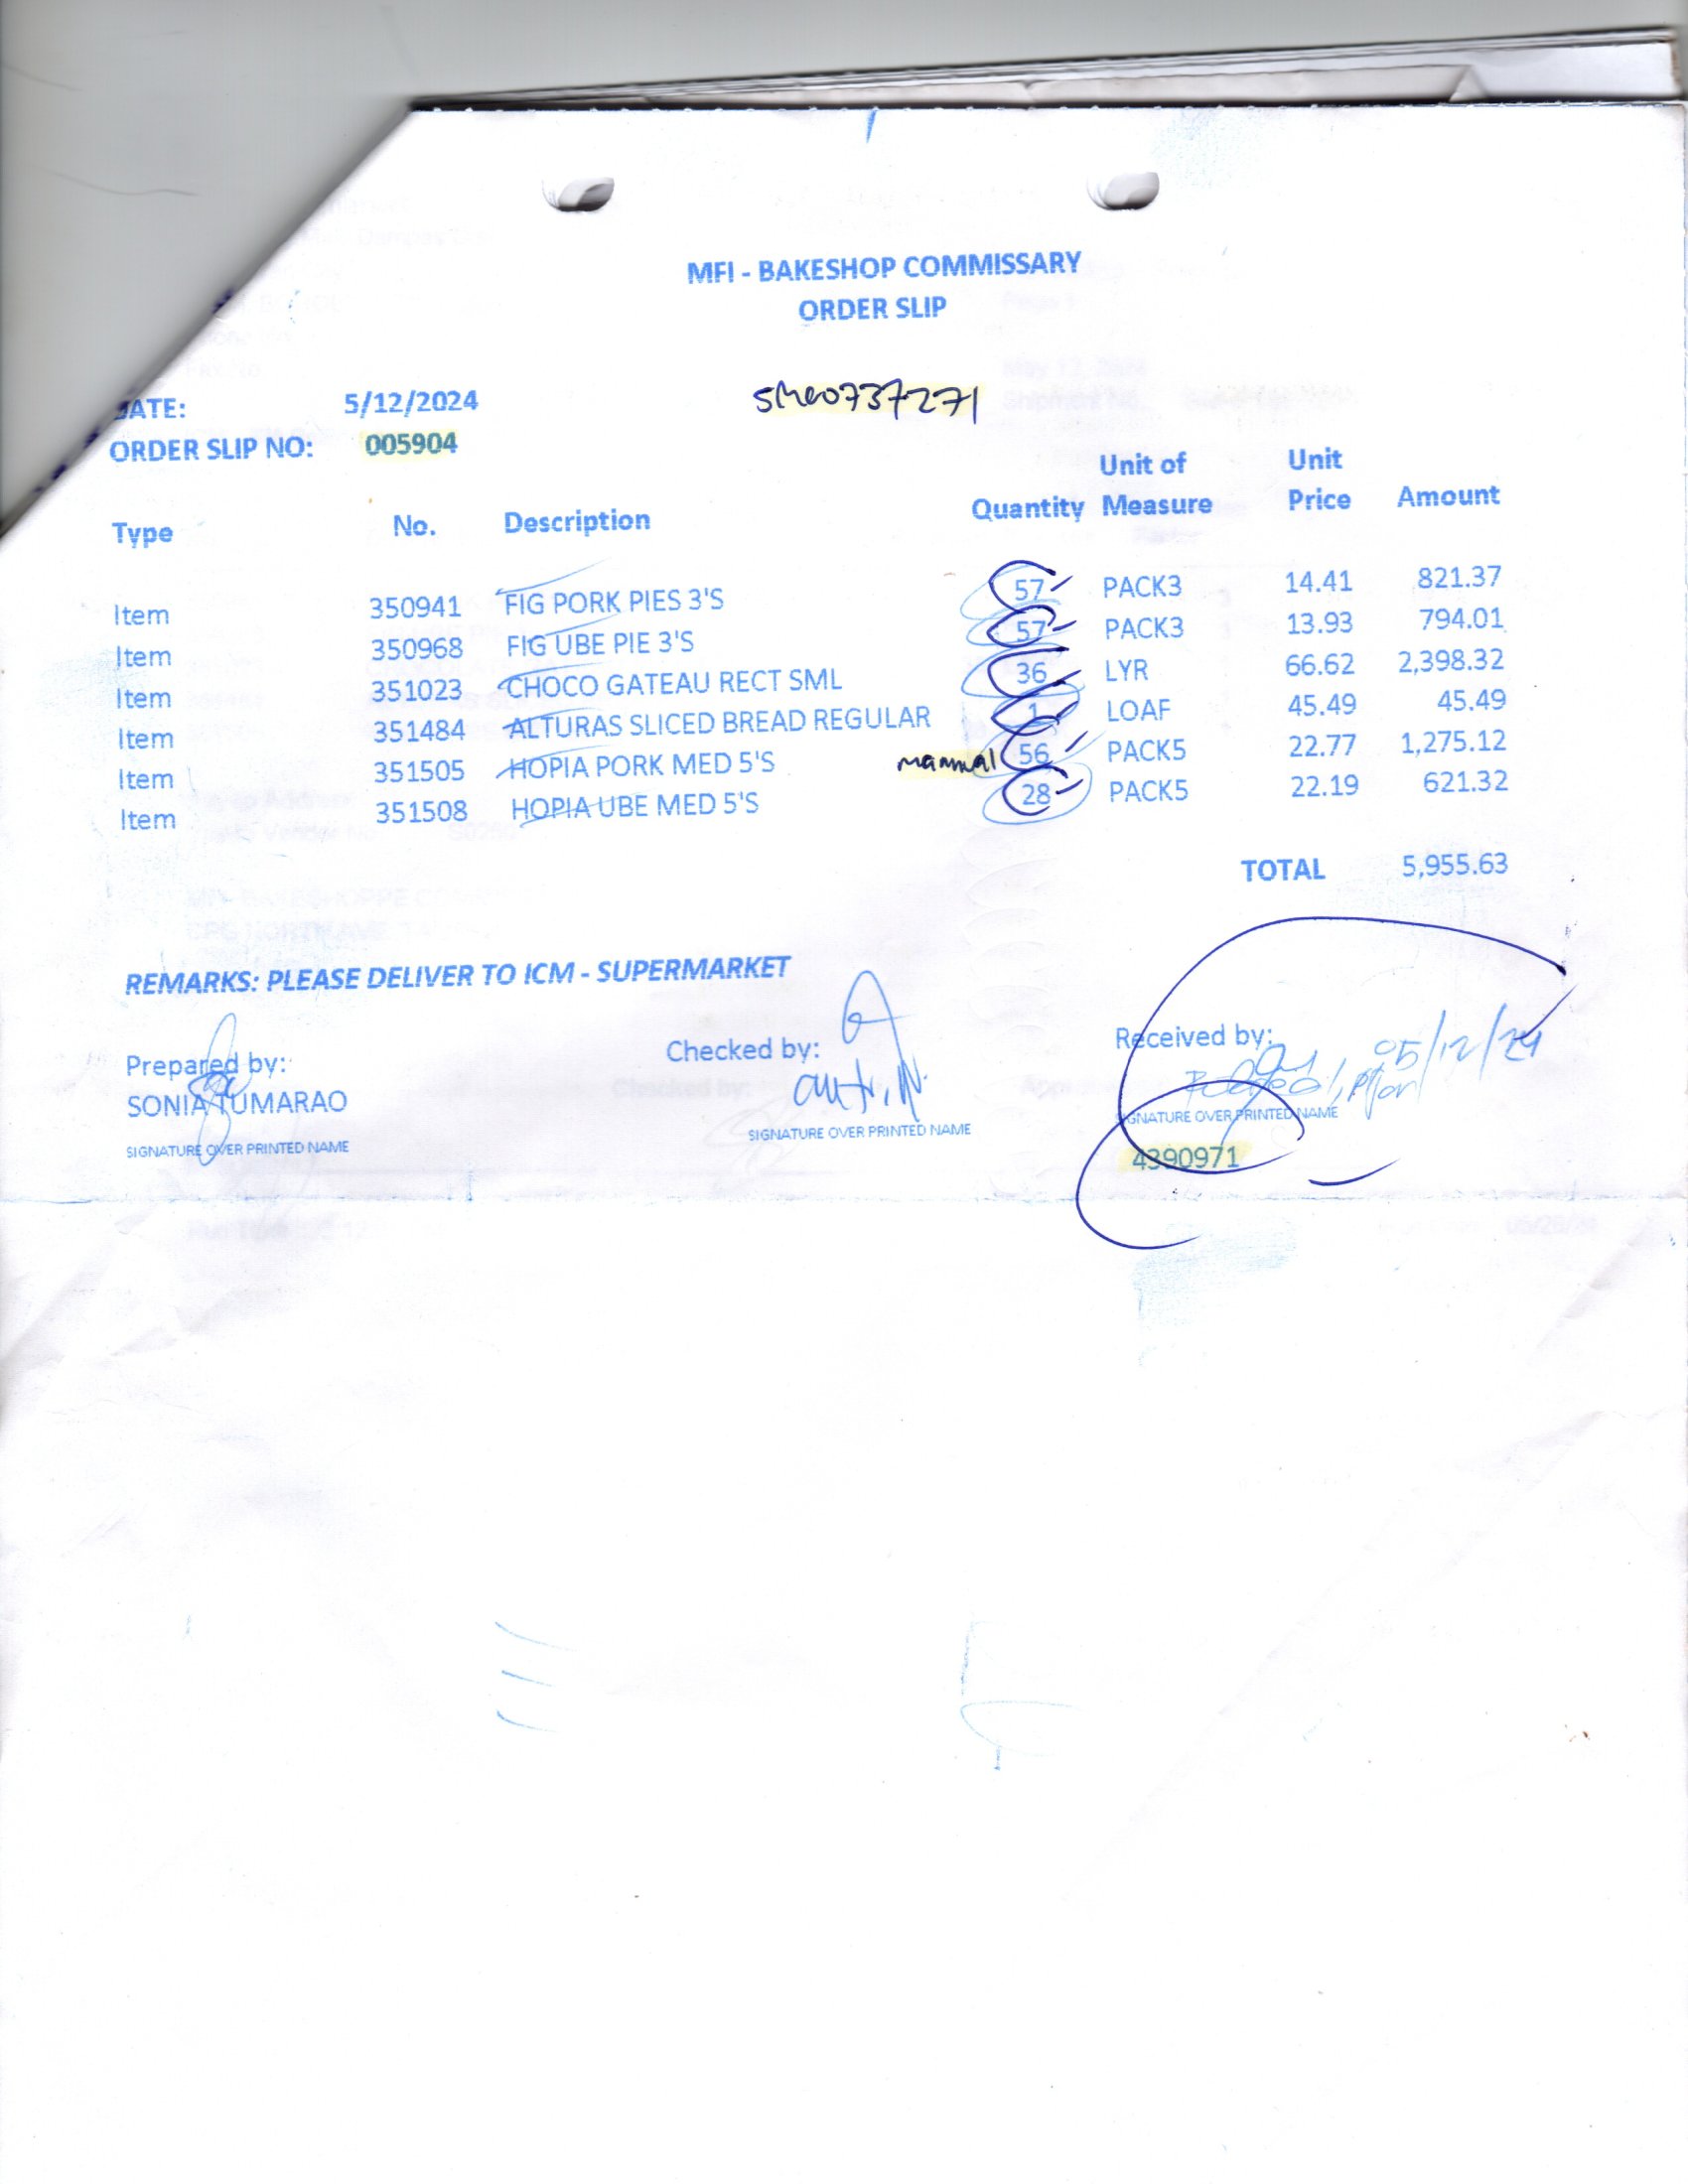 MFI - BAKESHOP COMMISSARY
ORDER SLIP
DATE: 5/12/2024
SMG0737271
ORDER SLIP NO: 005904
Type No. Description Quantity Unit of Measure Unit Price Amount
Item 350941 FIG PORK PIES 3'S 57 PACK3 14.41 821.37
Item 350968 FIG UBE PIE 3'S 57 PACK3 13.93 794.01
Item 351023 CHOCO GATEAU RECT SML 36 LYR 66.62 2,398.32
Item 351484 ALTURAS SLICED BREAD REGULAR 1 LOAF 45.49 45.49
Item 351505 HOPIA PORK MED 5'S manual 56 PACK5 22.77 1,275.12
Item 351508 HOPIA UBE MED 5'S 28 PACK5 22.19 621.32
TOTAL 5,955.63
REMARKS: PLEASE DELIVER TO ICM - SUPERMARKET
Prepared by: Checked by: Received by:
SONIA TUMARAO 05/12/24
SIGNATURE OVER PRINTED NAME SIGNATURE OVER PRINTED NAME SIGNATURE OVER PRINTED NAME
4390971